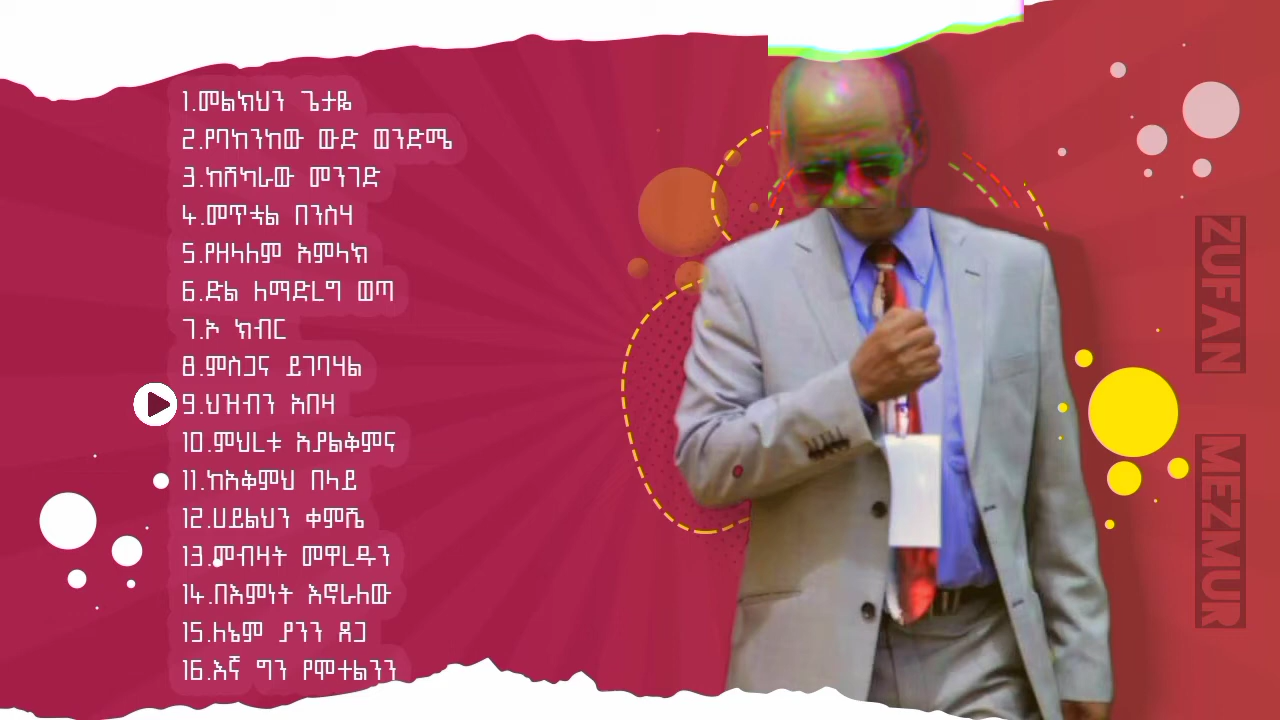 1.መልክህን ጌታዬ
2.የባከንከው ውድ ወንድሜ
3.ከሸካራው መንገድ
4.መጥቷል በንስሃ
5.የዘላለም አምላክ
6.ድል ለማድረግ ወጣ
7.ኦ ክብር
8.ምስጋና ይገባሃል
9.ህዝብን አበዛ
10.ምህረቱ አያልቅምና
11.ከአቅምህ በላይ
12.ሀይልህን ቀምሼ
13.መብዛት መዋረዱን
14.በእምነት እኖራለው
15.ለኔም ያንን ጸጋ
16.እኛ ግን የምተልንን
ZUFAN MEZMUR